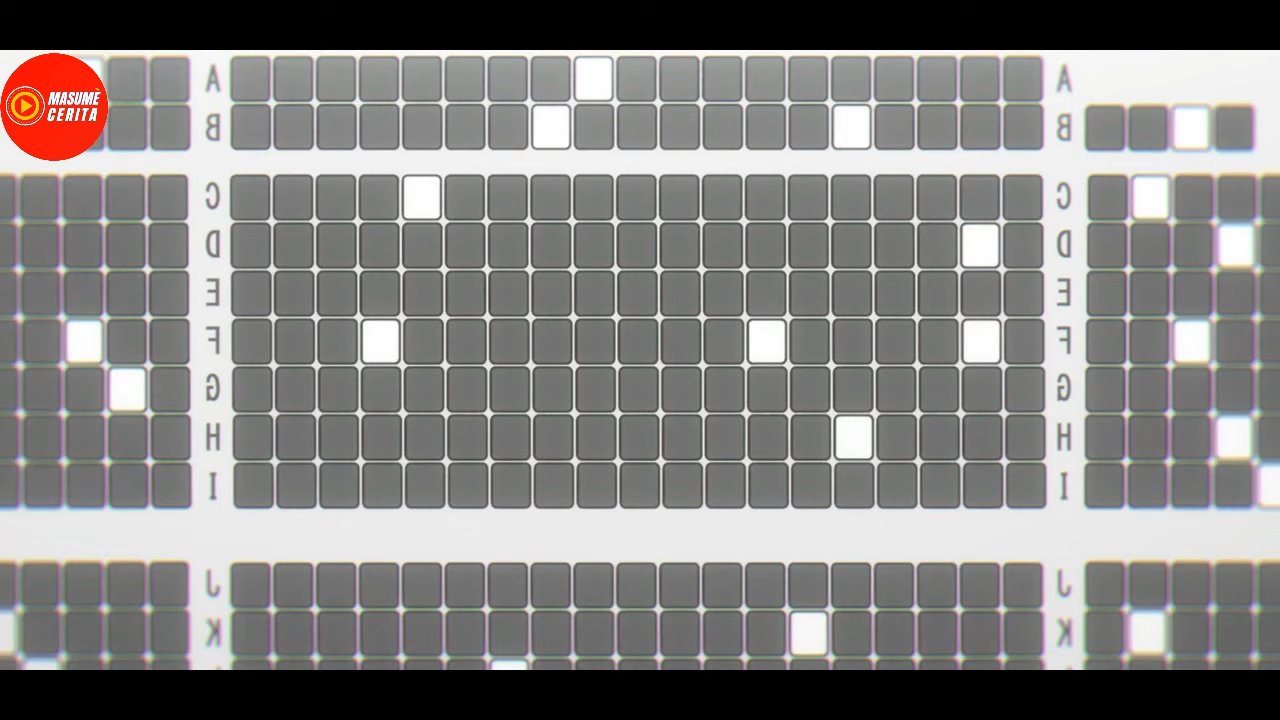 MASUME
CERITA
A A
B B
C C
D D
E E
F F
G G
H H
I I
J J
K K